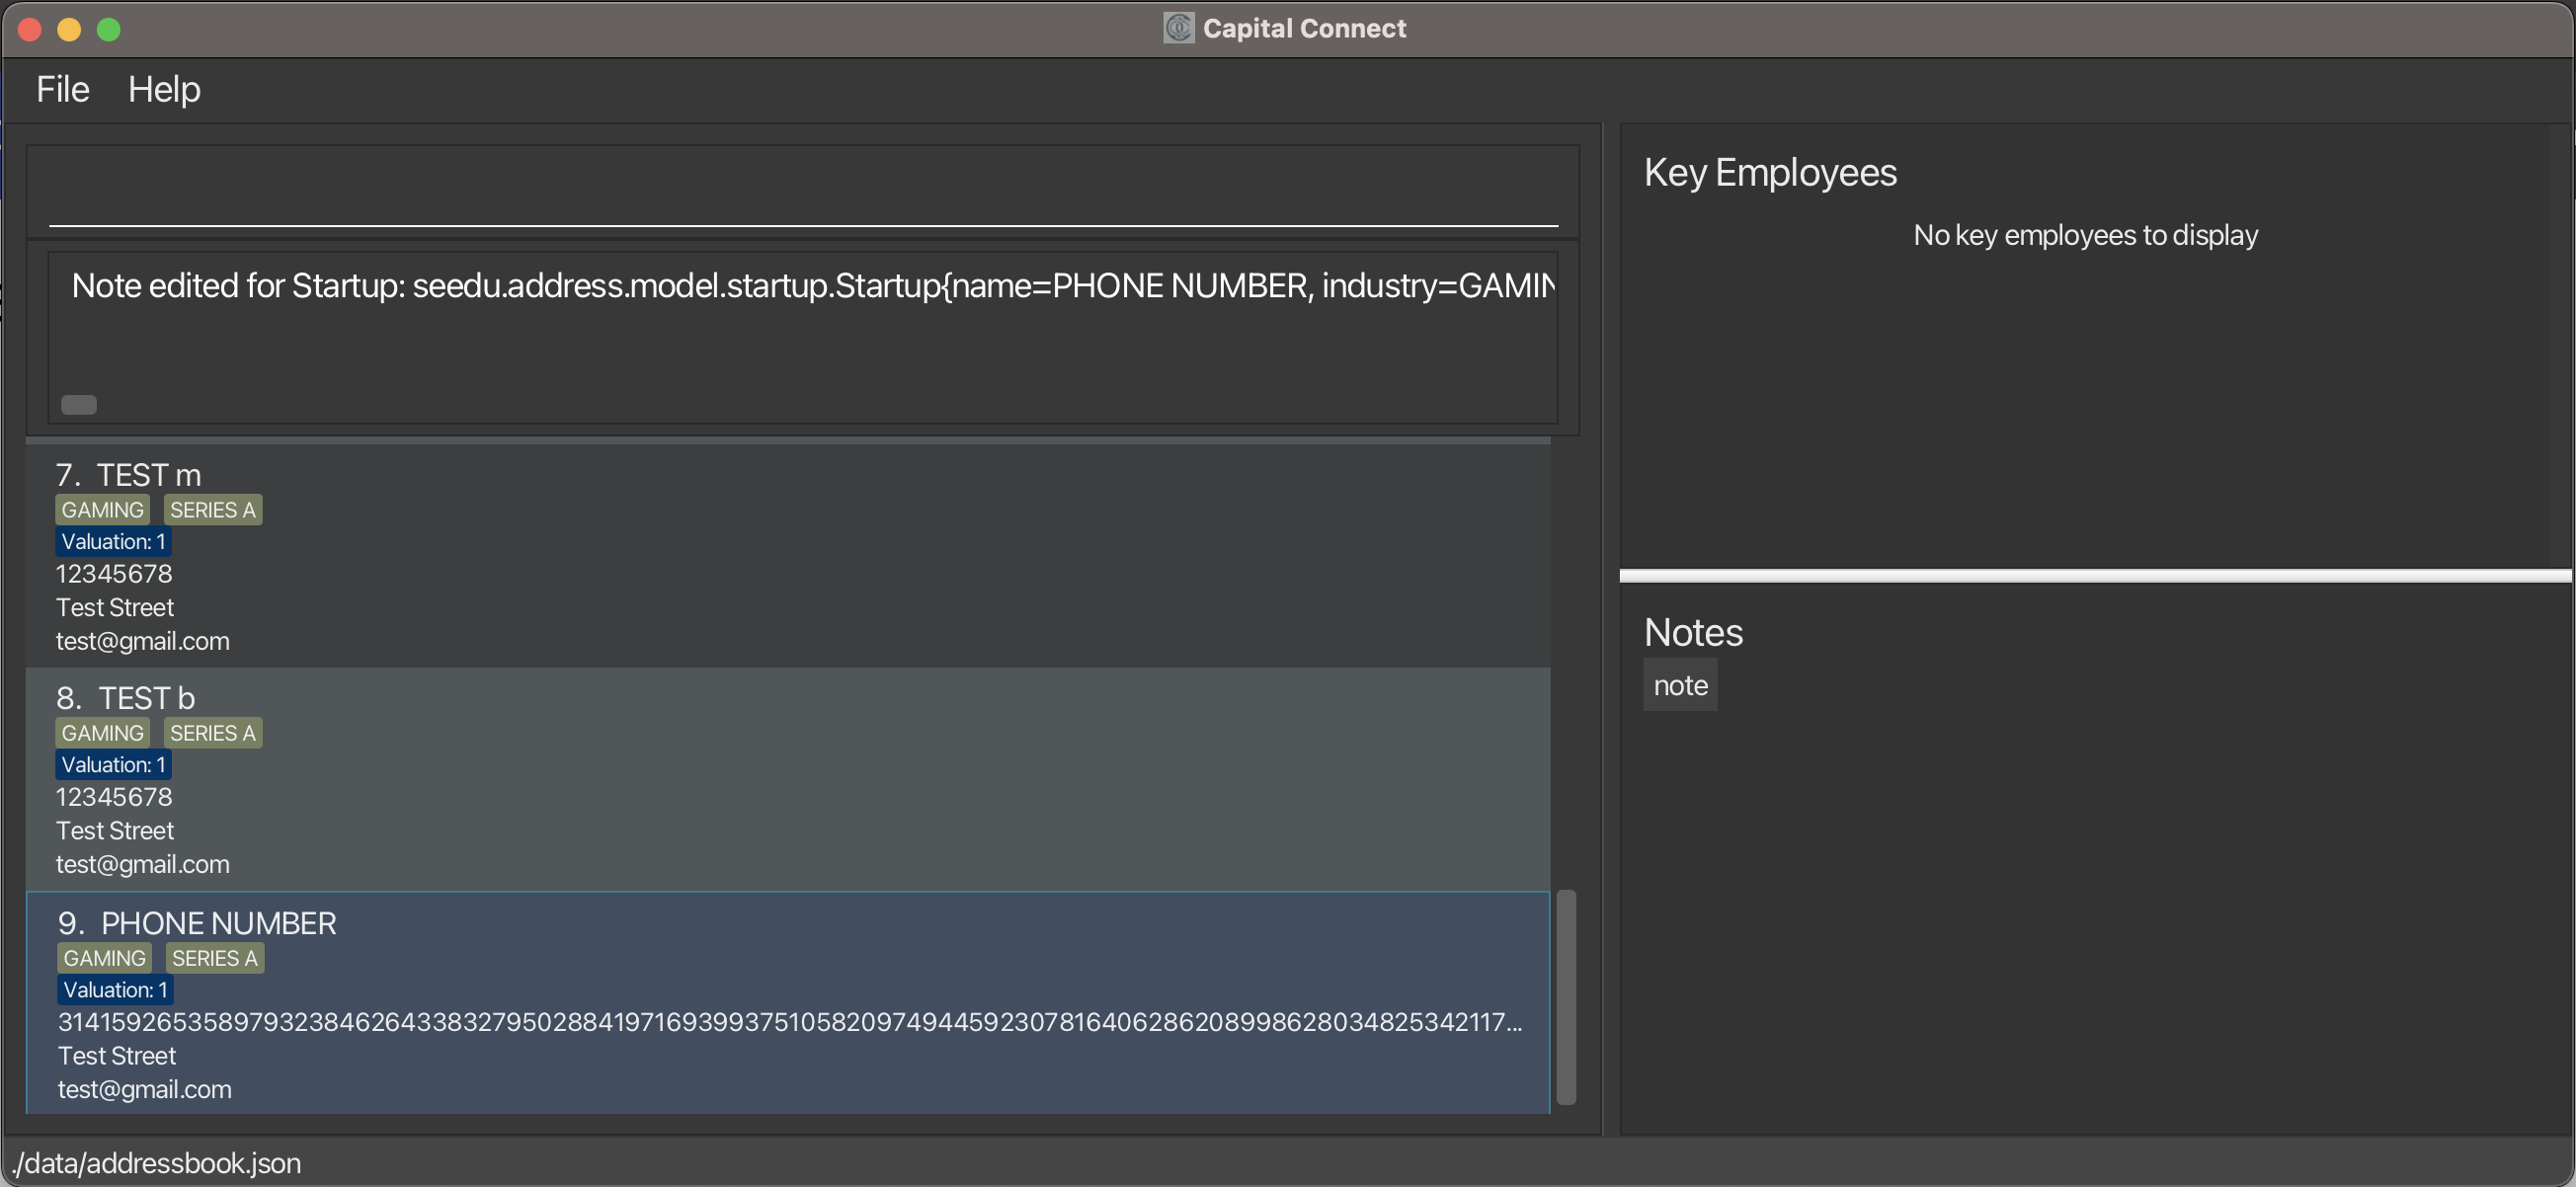 Capital Connect
File Help
Note edited for Startup: seedu.address.model.startup.Startup{name=PHONE NUMBER, industry=GAMIN
7. TEST m
GAMING SERIES A
Valuation: 1
12345678
Test Street
test@gmail.com
8. TEST b
GAMING SERIES A
Valuation: 1
12345678
Test Street
test@gmail.com
9. PHONE NUMBER
GAMING SERIES A
Valuation: 1
3141592653589793238462643383279502884197169399375105820974944592307816406286208998628034825342117...
Test Street
test@gmail.com
Key Employees
No key employees to display
Notes
note
./data/addressbook.json